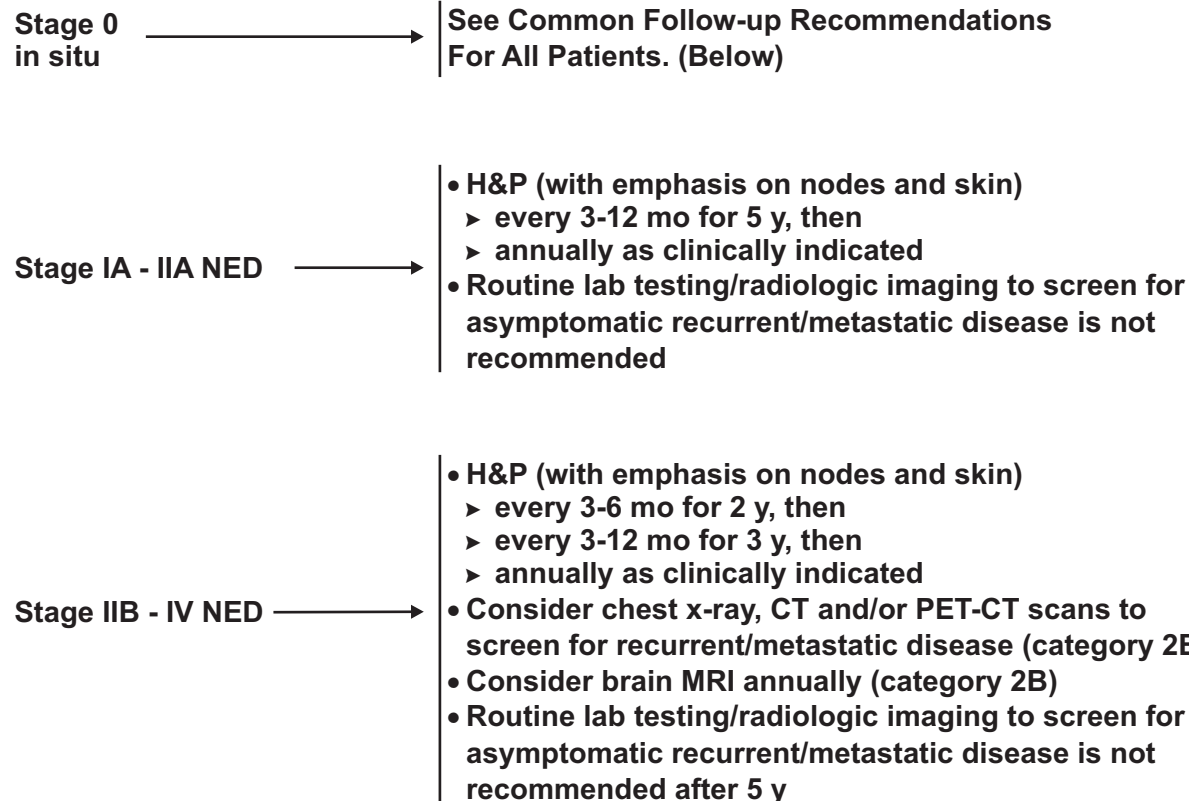 Stage 0
in situ
See Common Follow-up Recommendations
For All Patients. (Below)
• H&P (with emphasis on nodes and skin)
➤ every 3-12 mo for 5 y, then
➤ annually as clinically indicated
Stage IA - IIA NED
• Routine lab testing/radiologic imaging to screen for
asymptomatic recurrent/metastatic disease is not
recommended
• H&P (with emphasis on nodes and skin)
➤ every 3-6 mo for 2 y, then
➤ every 3-12 mo for 3 y, then
➤ annually as clinically indicated
Stage IIB - IV NED
• Consider chest x-ray, CT and/or PET-CT scans to
screen for recurrent/metastatic disease (category 2B
• Consider brain MRI annually (category 2B)
• Routine lab testing/radiologic imaging to screen for
asymptomatic recurrent/metastatic disease is not
recommended after 5 y